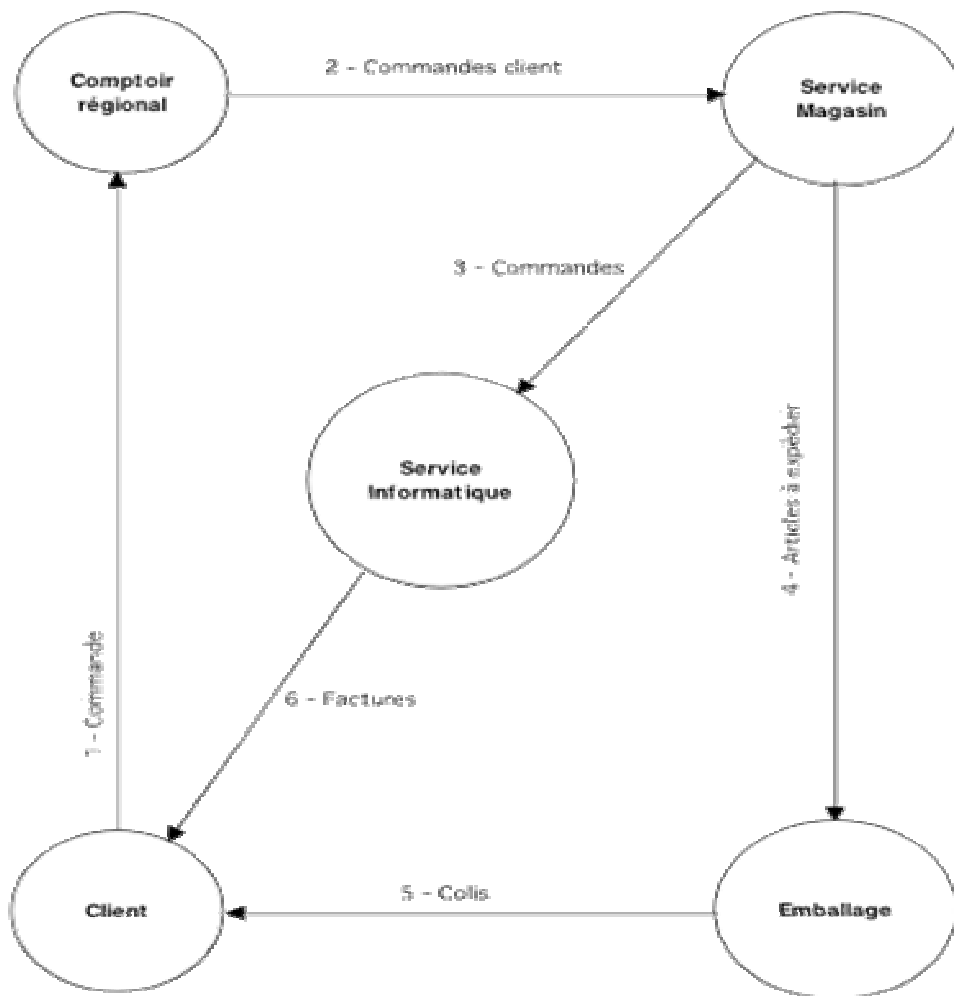 2 - Commandes client
Comptoir
régional
Service
Magasin
3 - Commandes
Service
Informatique
4 - Articles à expédier
1 - Commande
6 - Factures
5 - Colis
Client
Emballage